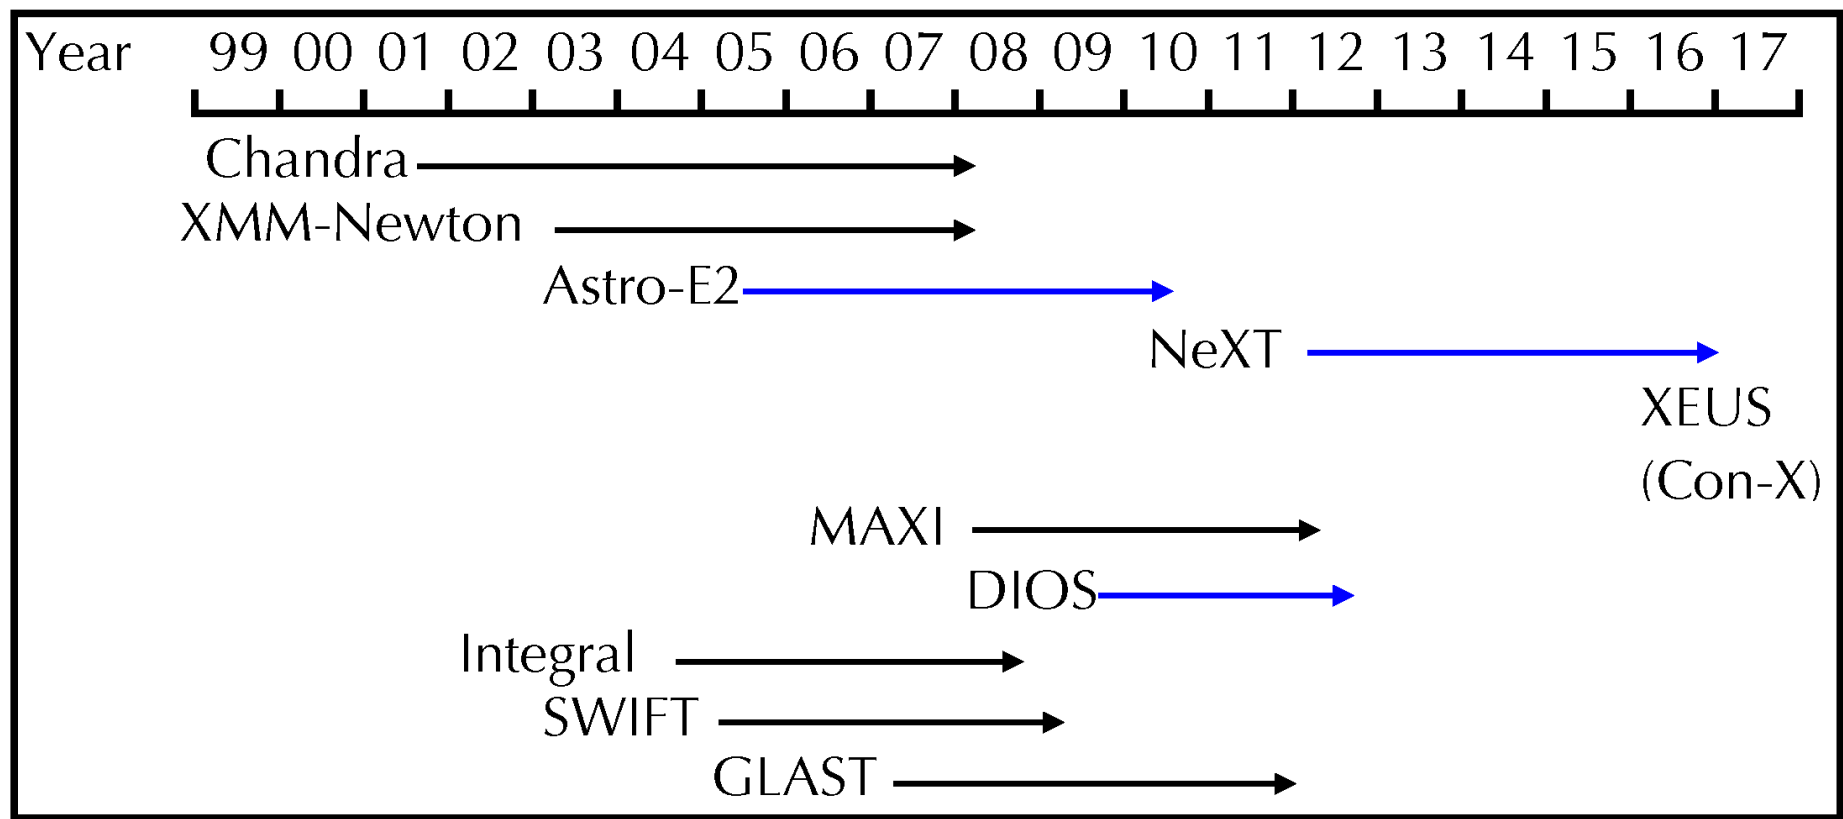 Year 99 00 01 02 03 04 05 06 07 08 09 10 11 12 13 14 15 16 17
Chandra
XMM-Newton
Astro-E2
NeXT
XEUS
(Con-X)
MAXI
DIOS
Integral
SWIFT
GLAST